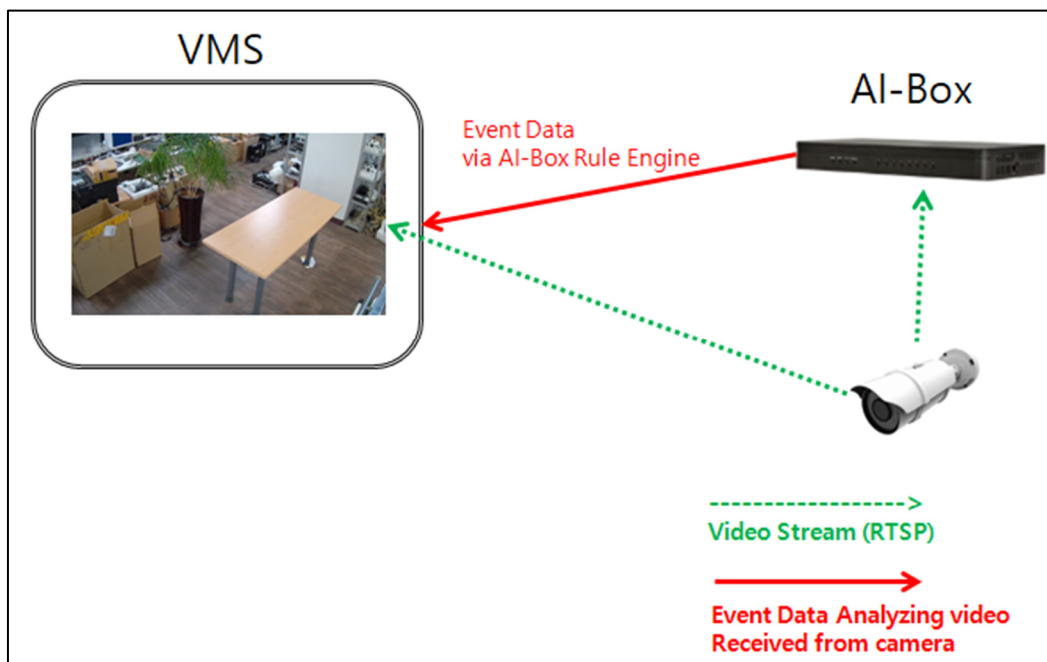 VMS
AI-Box
Event Data
via AI-Box Rule Engine
Video Stream (RTSP)
Event Data Analyzing video
Received from camera